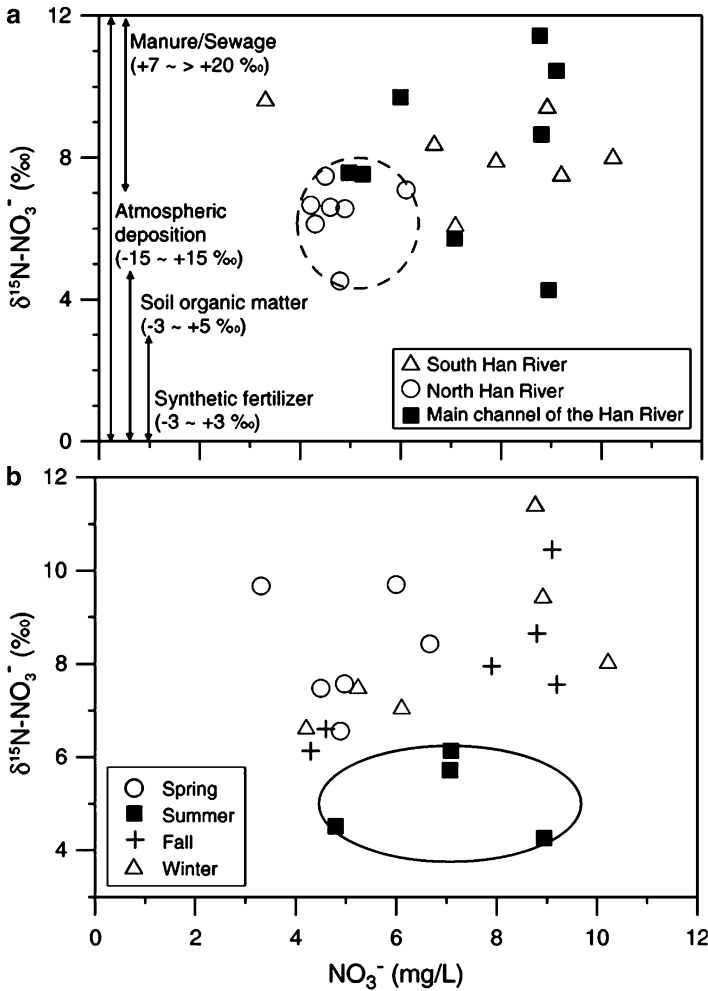 a
12
8
4
0
δ¹⁵N-NO₃⁻ (‰)
Manure/Sewage
(+7 ~ > +20 ‰)
Atmospheric
deposition
(-15 ~ +15 ‰)
Soil organic matter
(-3 ~ +5 ‰)
Synthetic fertilizer
(-3 ~ +3 ‰)
South Han River
North Han River
Main channel of the Han River
b
12
10
8
6
4
δ¹⁵N-NO₃⁻ (‰)
Spring
Summer
Fall
Winter
0 2 4 6 8 10 12
NO₃⁻ (mg/L)